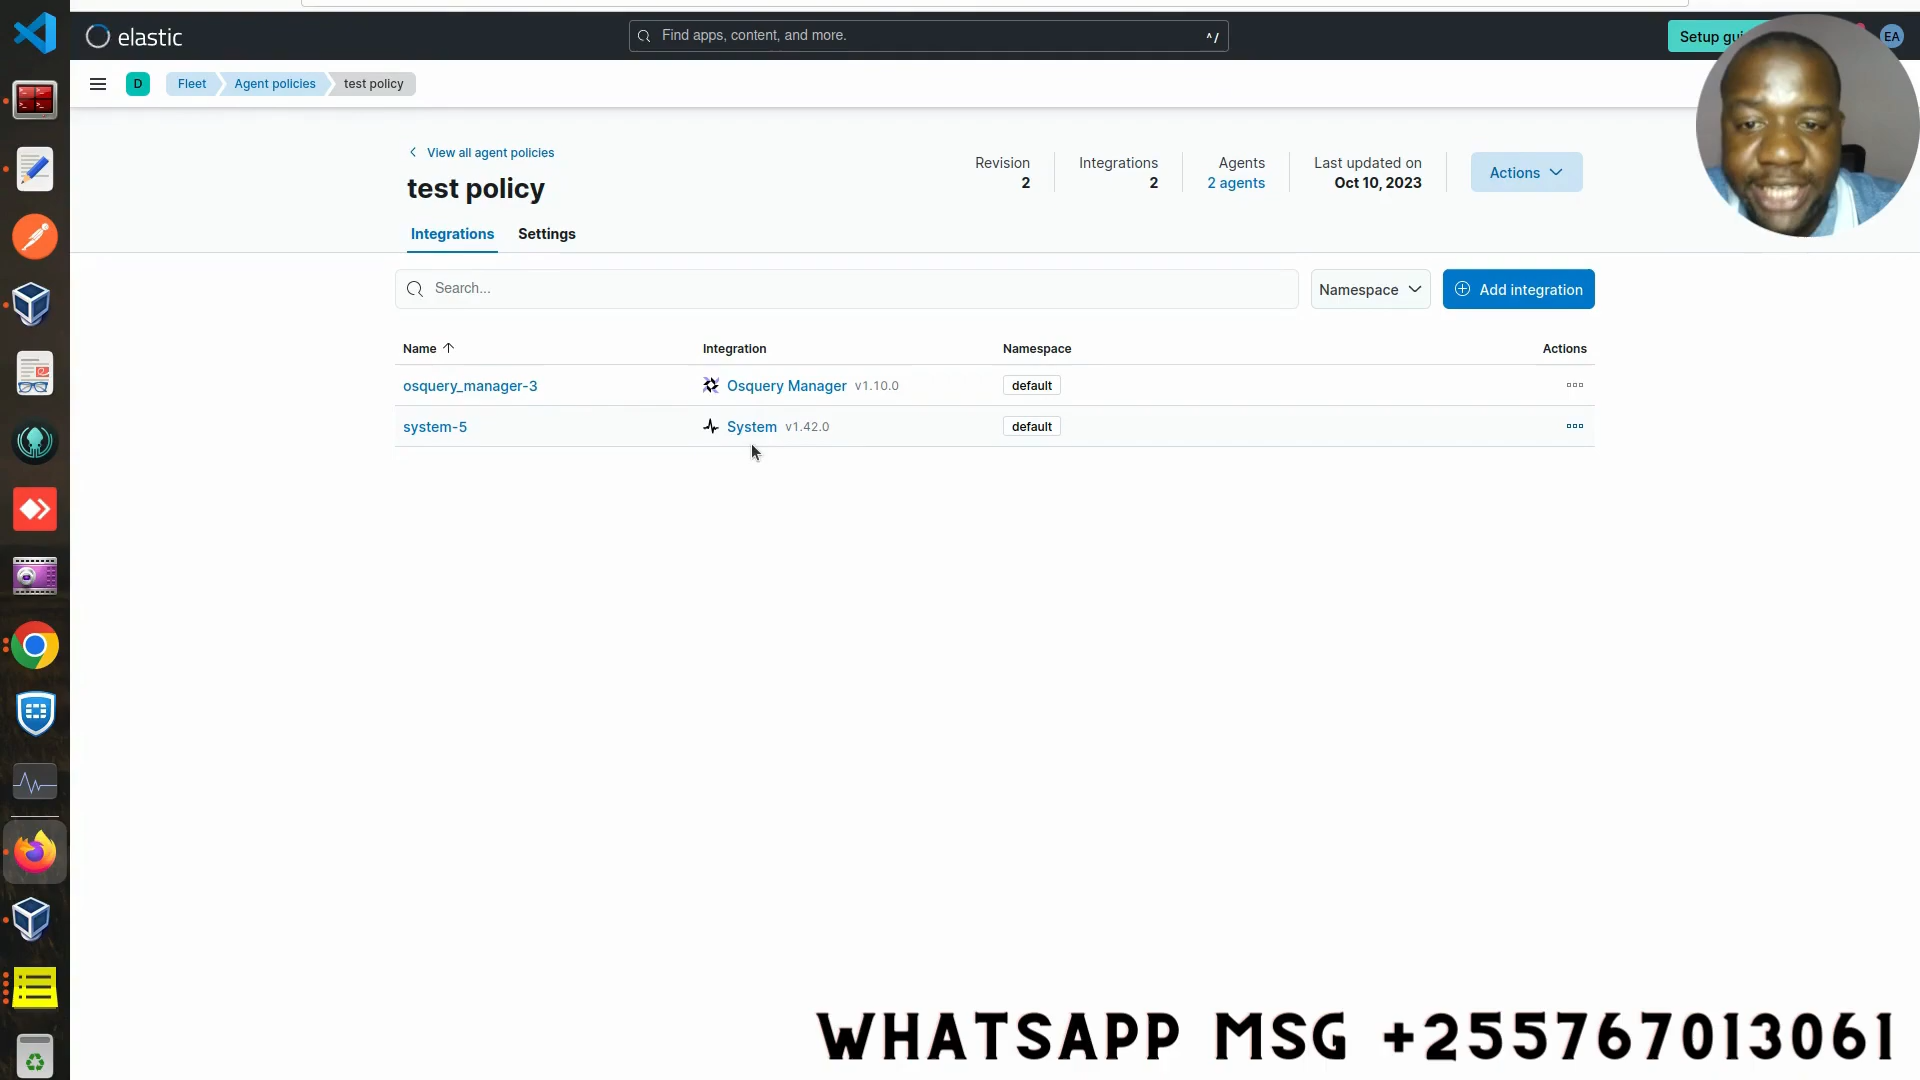 elastic
Find apps, content, and more.
^/
Setup gui
EA
D
Fleet
Agent policies
test policy
View all agent policies
test policy
Revision
2
Integrations
2
Agents
2 agents
Last updated on
Oct 10, 2023
Actions
Integrations
Settings
Search...
Namespace
Add integration
Name
Integration
Namespace
Actions
osquery_manager-3
Osquery Manager v1.10.0
default
system-5
System v1.42.0
default
WHATSAPP MSG +255767013061